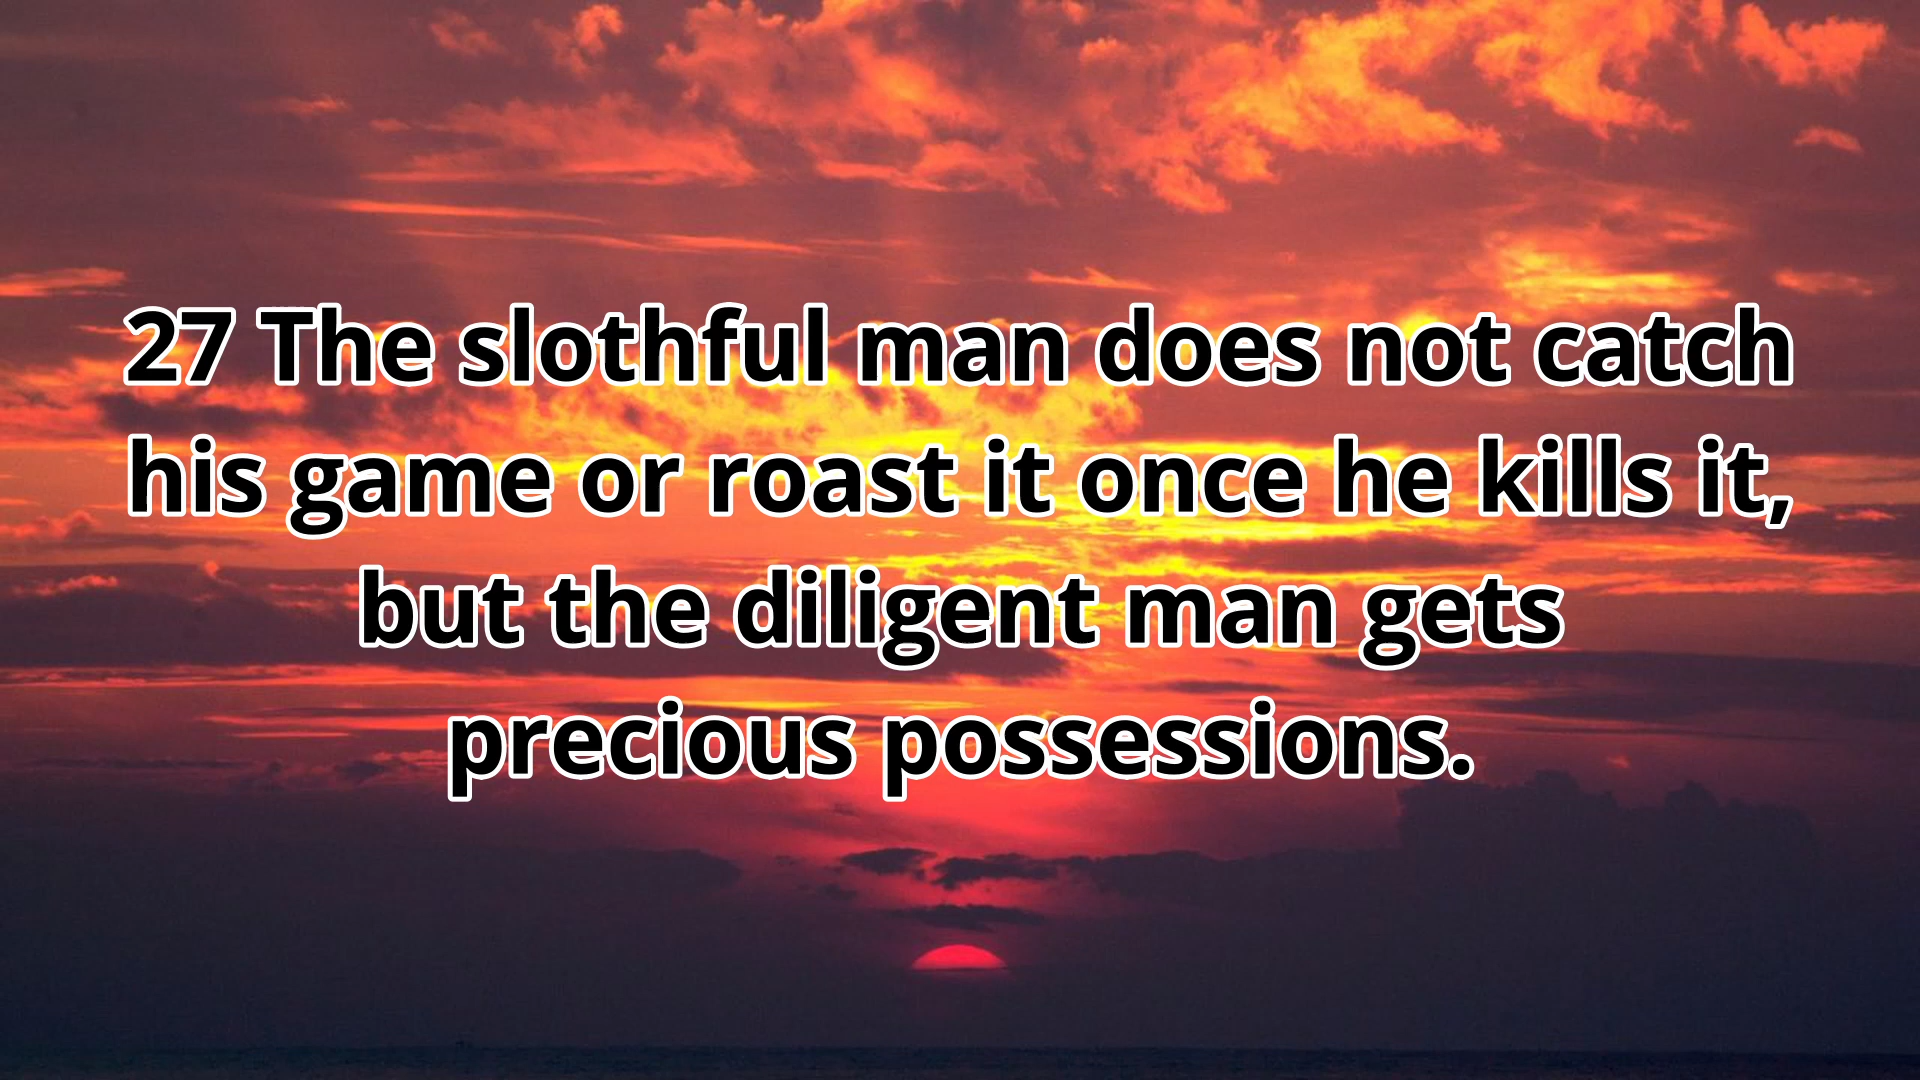 27 The slothful man does not catch
his game or roast it once he kills it,
but the diligent man gets
precious possessions.